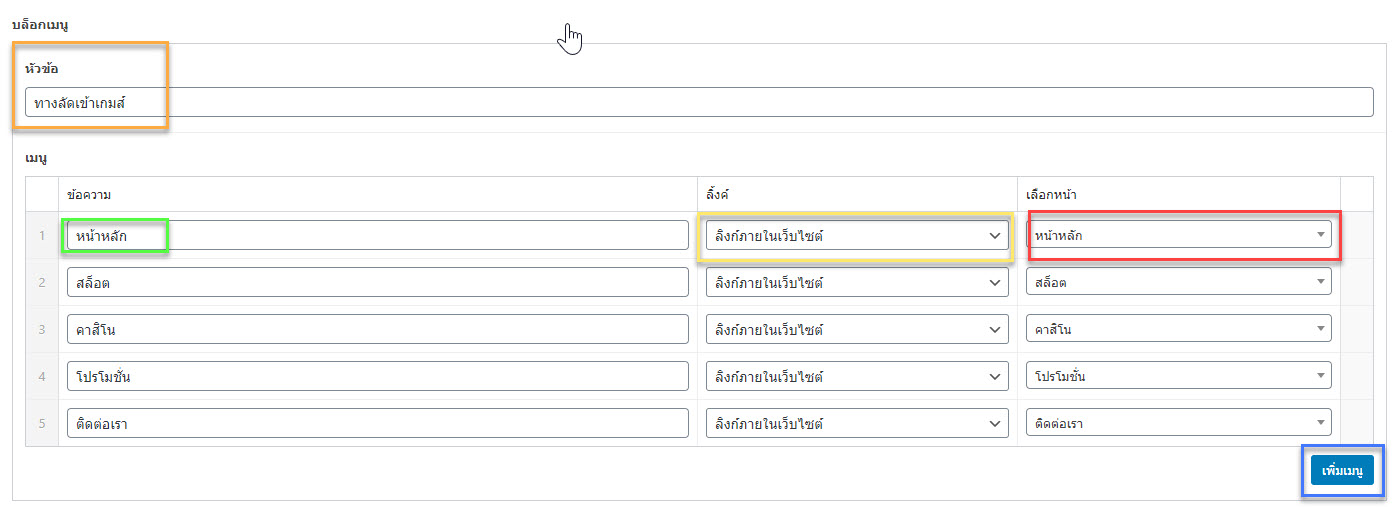 บล็อกเมนู
หัวข้อ
ทางลัดเข้าเกมส์
เมนู
ข้อความ ลิ้งค์ เลือกหน้า
1 หน้าหลัก ลิงก์ภายในเว็บไซต์ หน้าหลัก
2 สล็อต ลิงก์ภายในเว็บไซต์ สล็อต
3 คาสิโน ลิงก์ภายในเว็บไซต์ คาสิโน
4 โปรโมชั่น ลิงก์ภายในเว็บไซต์ โปรโมชั่น
5 ติดต่อเรา ลิงก์ภายในเว็บไซต์ ติดต่อเรา
เพิ่มเมนู